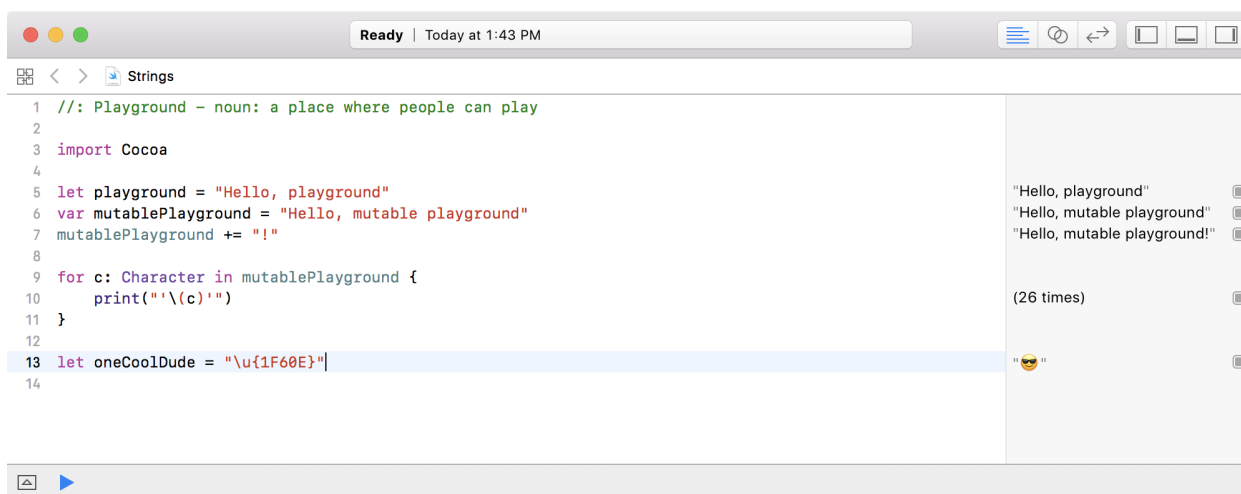 Ready | Today at 1:43 PM
Strings
1 //: Playground – noun: a place where people can play
2
3 import Cocoa
4
5 let playground = "Hello, playground" "Hello, playground"
6 var mutablePlayground = "Hello, mutable playground" "Hello, mutable playground"
7 mutablePlayground += "!" "Hello, mutable playground!"
8
9 for c: Character in mutablePlayground {
10 print("'\(c)'") (26 times)
11 }
12
13 let oneCoolDude = "\u{1F60E}" "😎"
14